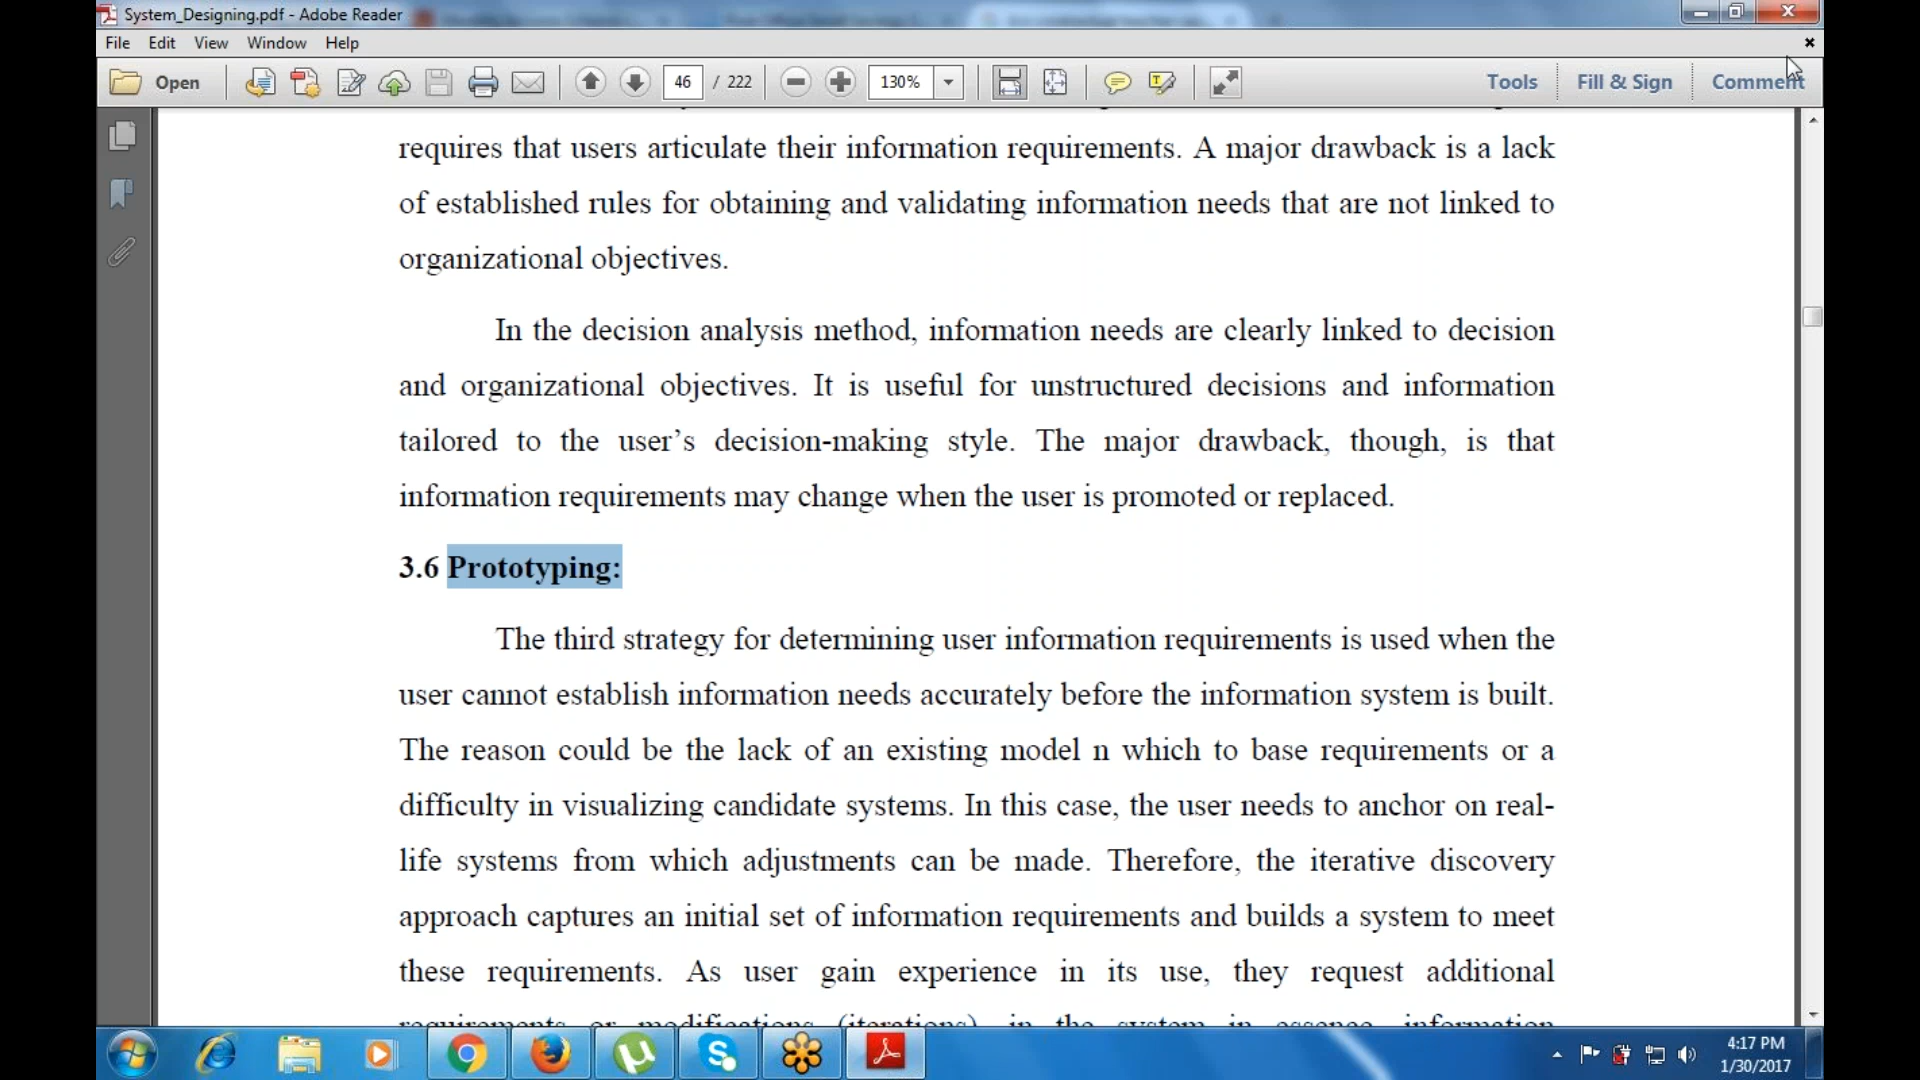 System_Designing.pdf - Adobe Reader
File Edit View Window Help
Open 46 / 222 130% Tools Fill & Sign Comment
requires that users articulate their information requirements. A major drawback is a lack
of established rules for obtaining and validating information needs that are not linked to
organizational objectives.
In the decision analysis method, information needs are clearly linked to decision
and organizational objectives. It is useful for unstructured decisions and information
tailored to the user’s decision-making style. The major drawback, though, is that
information requirements may change when the user is promoted or replaced.
3.6 Prototyping:
The third strategy for determining user information requirements is used when the
user cannot establish information needs accurately before the information system is built.
The reason could be the lack of an existing model n which to base requirements or a
difficulty in visualizing candidate systems. In this case, the user needs to anchor on real-
life systems from which adjustments can be made. Therefore, the iterative discovery
approach captures an initial set of information requirements and builds a system to meet
these requirements. As user gain experience in its use, they request additional
requirements or modifications (iterations), in the system in essence, information
4:17 PM
1/30/2017